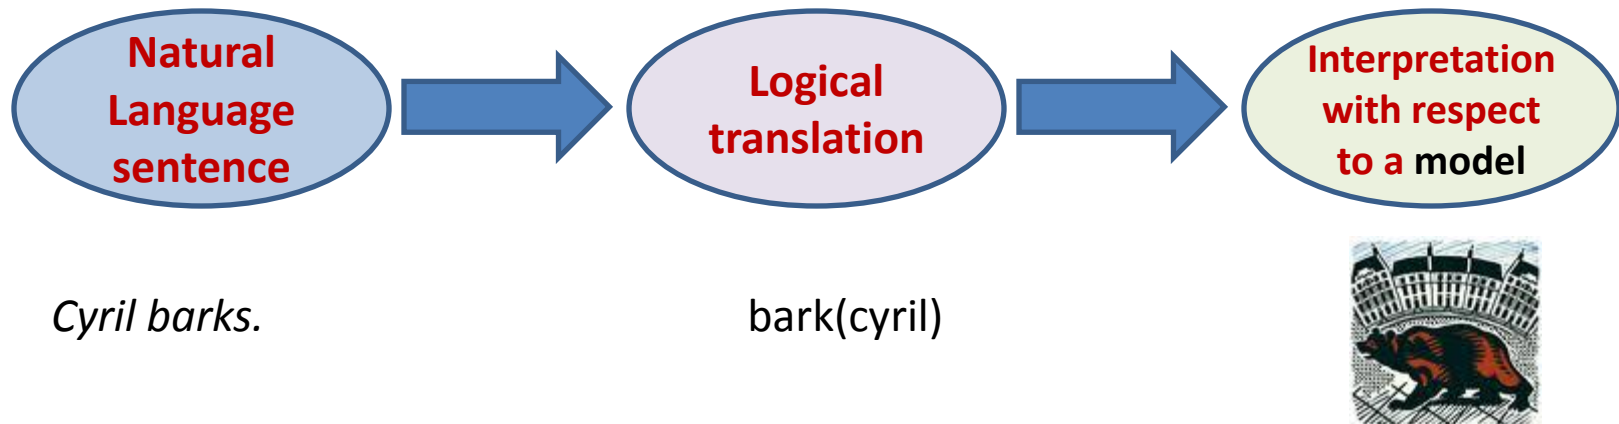 Natural
Language
sentence
Logical
translation
Interpretation
with respect
to a model
Cyril barks.
bark(cyril)